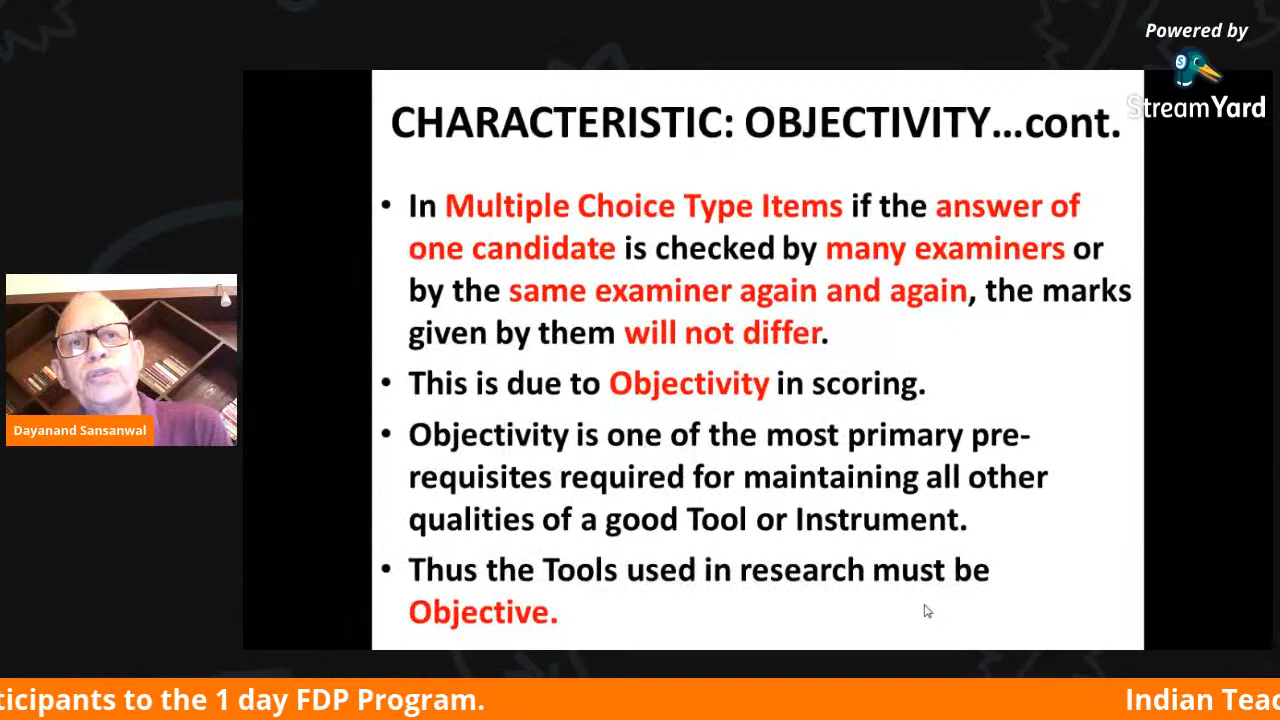 Powered by
StreamYard
CHARACTERISTIC: OBJECTIVITY...cont.
• In Multiple Choice Type Items if the answer of
one candidate is checked by many examiners or
by the same examiner again and again, the marks
given by them will not differ.
• This is due to Objectivity in scoring.
• Objectivity is one of the most primary pre-
requisites required for maintaining all other
qualities of a good Tool or Instrument.
• Thus the Tools used in research must be
Objective.
Dayanand Sansanwal
ticipants to the 1 day FDP Program. Indian Teac